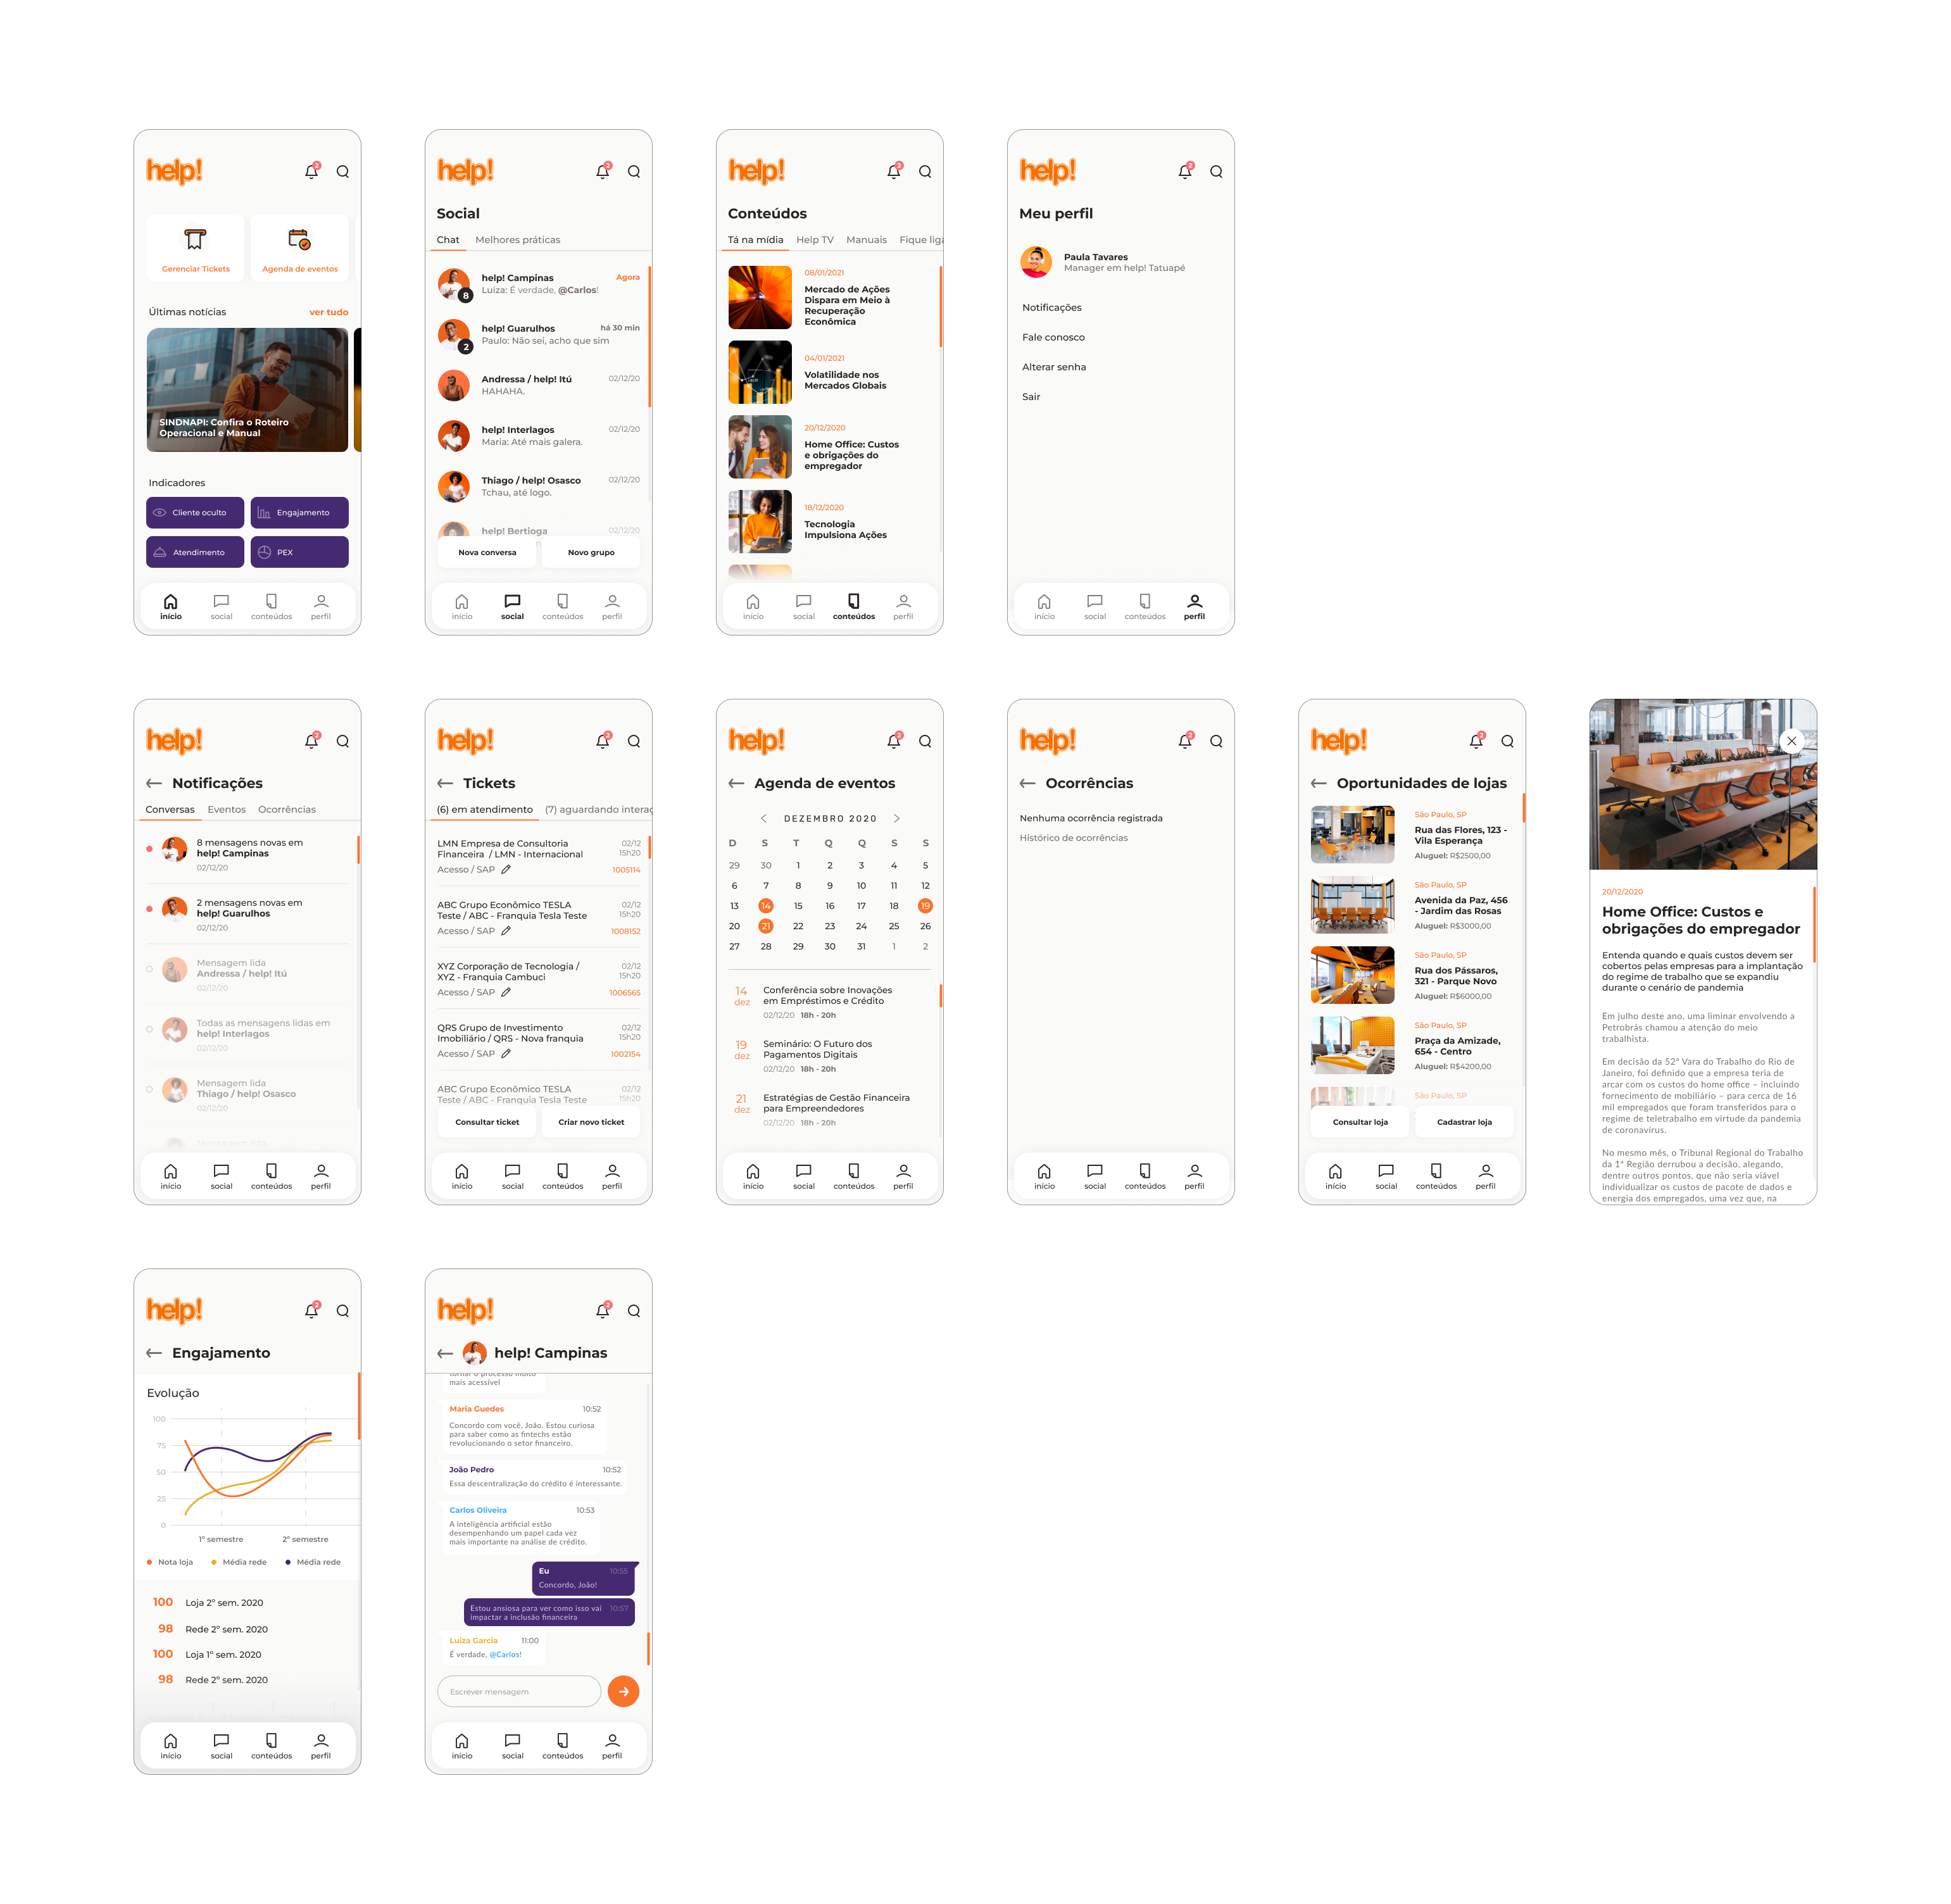 help!
2
Gerenciar Tickets
Agenda de eventos
Últimas notícias
ver tudo
SINDNAPI: Confira o Roteiro
Operacional e Manual
Indicadores
Cliente oculto
Engajamento
Atendimento
PEX
início
social
conteúdos
perfil
help!
2
Social
Chat
Melhores práticas
help! Campinas
Agora
Luiza: É verdade, @Carlos!
8
help! Guarulhos
há 30 min
Paulo: Não sei, acho que sim
2
Andressa / help! Itú
02/12/20
HAHAHA.
help! Interlagos
02/12/20
Maria: Até mais galera.
Thiago / help! Osasco
02/12/20
Tchau, até logo.
help! Bertioga
02/12/20
Nova conversa
Novo grupo
início
social
conteúdos
perfil
help!
2
Conteúdos
Tá na mídia
Help TV
Manuais
Fique liga
08/01/2021
Mercado de Ações
Dispara em Meio à
Recuperação
Econômica
04/01/2021
Volatilidade nos
Mercados Globais
20/12/2020
Home Office: Custos
e obrigações do
empregador
18/12/2020
Tecnologia
Impulsiona Ações
início
social
conteúdos
perfil
help!
2
Meu perfil
Paula Tavares
Manager em help! Tatuapé
Notificações
Fale conosco
Alterar senha
Sair
início
social
conteúdos
perfil
help!
2
Notificações
Conversas
Eventos
Ocorrências
8 mensagens novas em
help! Campinas
02/12/20
2 mensagens novas em
help! Guarulhos
02/12/20
Mensagem lida
Andressa / help! Itú
02/12/20
Todas as mensagens lidas em
help! Interlagos
02/12/20
Mensagem lida
Thiago / help! Osasco
02/12/20
Mensagem lida
início
social
conteúdos
perfil
help!
2
Tickets
(6) em atendimento
(7) aguardando interaç
LMN Empresa de Consultoria
Financeira / LMN - Internacional
02/12
15h20
Acesso / SAP
1005114
ABC Grupo Econômico TESLA
Teste / ABC - Franquia Tesla Teste
02/12
15h20
Acesso / SAP
1008152
XYZ Corporação de Tecnologia /
XYZ - Franquia Cambuci
02/12
15h20
Acesso / SAP
1006565
QRS Grupo de Investimento
Imobiliário / QRS - Nova franquia
02/12
15h20
Acesso / SAP
1002154
ABC Grupo Econômico TESLA
Teste / ABC - Franquia Tesla Teste
02/12
15h20
Consultar ticket
Criar novo ticket
início
social
conteúdos
perfil
help!
2
Agenda de eventos
DEZEMBRO 2020
D S T Q Q S S
29 30 1 2 3 4 5
6 7 8 9 10 11 12
13 14 15 16 17 18 19
20 21 22 23 24 25 26
27 28 29 30 31 1 2
14
dez
Conferência sobre Inovações
em Empréstimos e Crédito
02/12/20 18h - 20h
19
dez
Seminário: O Futuro dos
Pagamentos Digitais
02/12/20 18h - 20h
21
dez
Estratégias de Gestão Financeira
para Empreendedores
02/12/20 18h - 20h
início
social
conteúdos
perfil
help!
2
Ocorrências
Nenhuma ocorrência registrada
Histórico de ocorrências
início
social
conteúdos
perfil
help!
2
Oportunidades de lojas
São Paulo, SP
Rua das Flores, 123 -
Vila Esperança
Aluguel: R$2500,00
São Paulo, SP
Avenida da Paz, 456
- Jardim das Rosas
Aluguel: R$3000,00
São Paulo, SP
Rua dos Pássaros,
321 - Parque Novo
Aluguel: R$6000,00
São Paulo, SP
Praça da Amizade,
654 - Centro
Aluguel: R$4200,00
São Paulo, SP
Consultar loja
Cadastrar loja
início
social
conteúdos
perfil
20/12/2020
Home Office: Custos e
obrigações do empregador
Entenda quando e quais custos devem ser
cobertos pelas empresas para a implantação
do regime de trabalho que se expandiu
durante o cenário de pandemia
Em julho deste ano, uma liminar envolvendo a
Petrobrás chamou a atenção do meio
trabalhista.
Em decisão da 52ª Vara do Trabalho do Rio de
Janeiro, foi definido que a empresa teria de
arcar com os custos do home office – incluindo
fornecimento de mobiliário – para cerca de 16
mil empregados que foram transferidos para o
regime de teletrabalho em virtude da pandemia
de coronavírus.
No mesmo mês, o Tribunal Regional do Trabalho
da 1ª Região derrubou a decisão, alegando,
dentre outros pontos, que não seria viável
individualizar os custos de pacote de dados e
energia dos empregados, uma vez que, na
help!
2
Engajamento
Evolução
100
75
50
25
0
1º semestre
2º semestre
Nota loja
Média rede
Média rede
100 Loja 2º sem. 2020
98 Rede 2º sem. 2020
100 Loja 1º sem. 2020
98 Rede 2º sem. 2020
início
social
conteúdos
perfil
help!
2
help! Campinas
tornar o processo muito
mais acessível
Maria Guedes
10:52
Concordo com você, João. Estou curiosa
para saber como as fintechs estão
revolucionando o setor financeiro.
João Pedro
10:52
Essa descentralização do crédito é interessante.
Carlos Oliveira
10:53
A inteligência artificial estão
desempenhando um papel cada vez
mais importante na análise de crédito.
Eu
10:55
Concordo, João!
Estou ansiosa para ver como isso vai
10:57
impactar a inclusão financeira
Luiza Garcia
11:00
É verdade, @Carlos!
Escrever mensagem
início
social
conteúdos
perfil